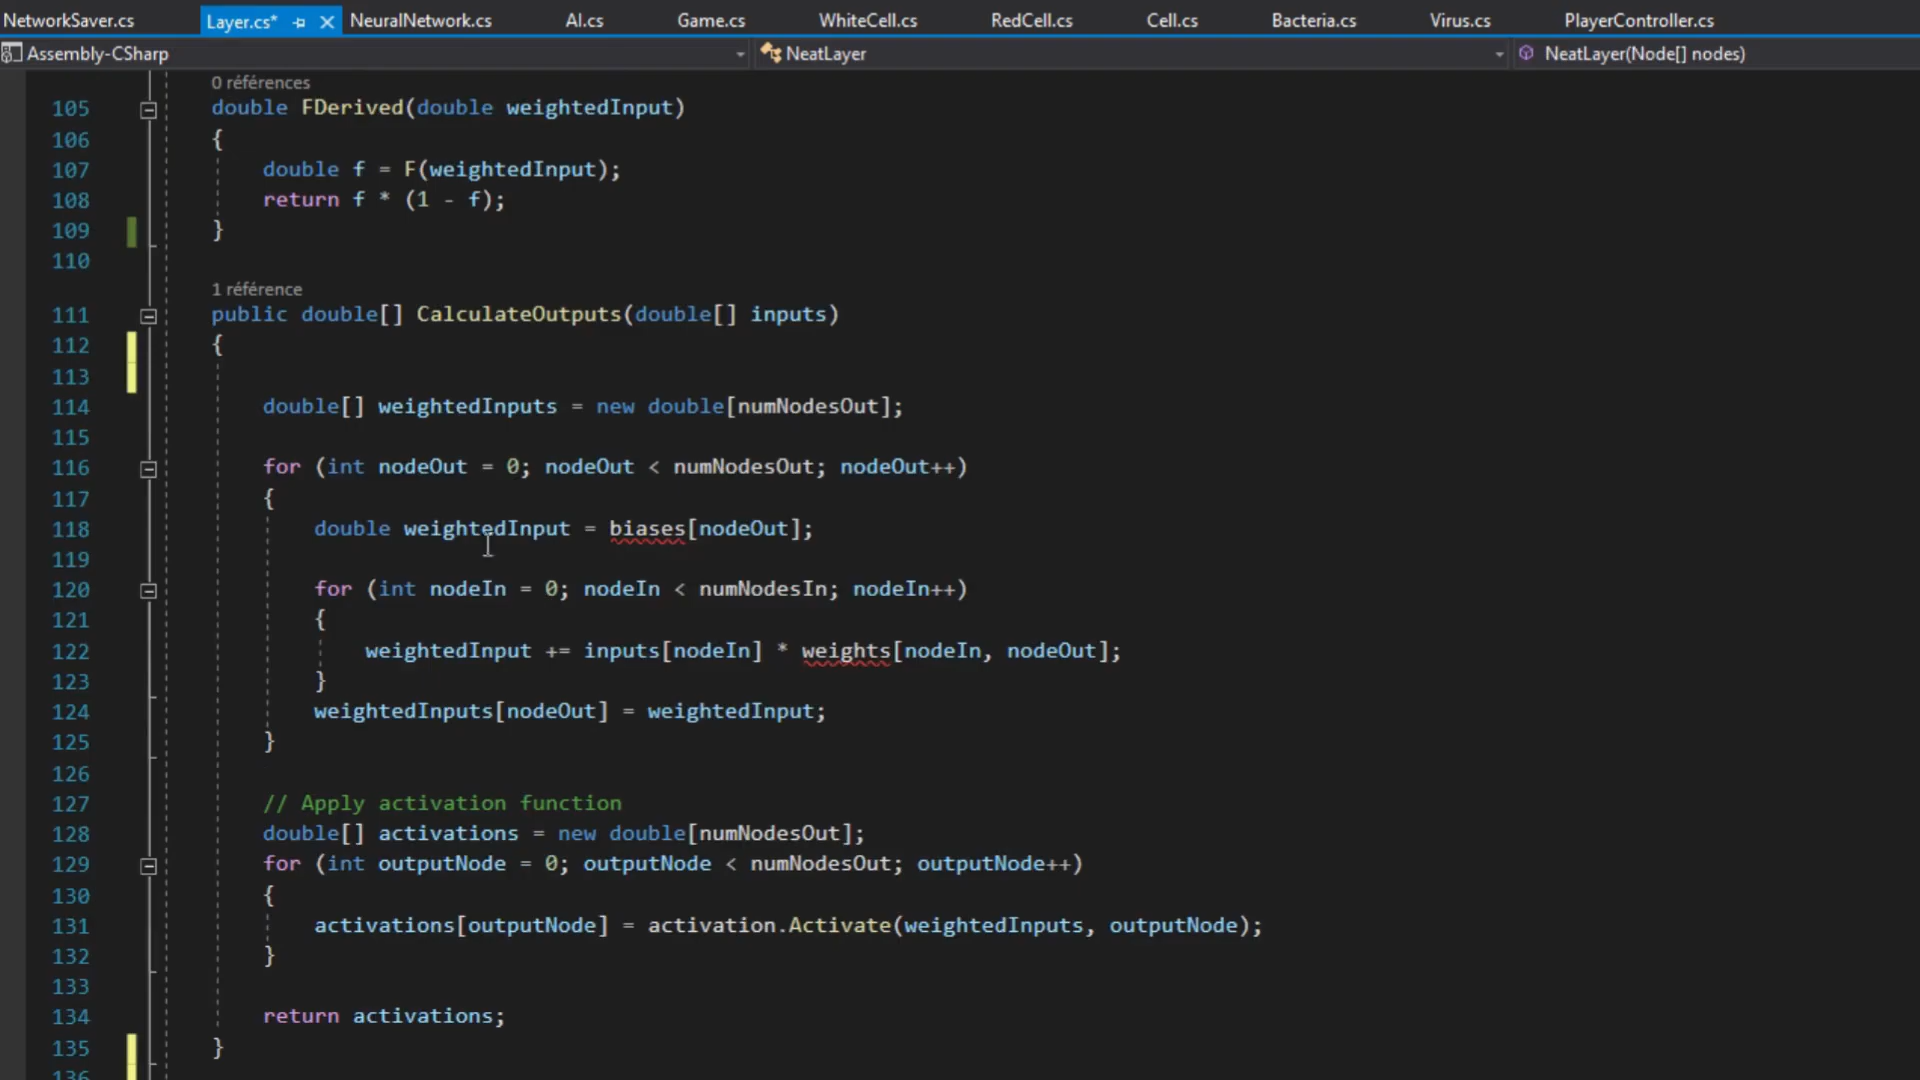 NetworkSaver.cs Layer.cs* NeuralNetwork.cs AI.cs Game.cs WhiteCell.cs RedCell.cs Cell.cs Bacteria.cs Virus.cs PlayerController.cs
Assembly-CSharp NeatLayer NeatLayer(Node[] nodes)
0 références
105 double FDerived(double weightedInput)
106 {
107 double f = F(weightedInput);
108 return f * (1 - f);
109 }
110
1 référence
111 public double[] CalculateOutputs(double[] inputs)
112 {
113
114 double[] weightedInputs = new double[numNodesOut];
115
116 for (int nodeOut = 0; nodeOut < numNodesOut; nodeOut++)
117 {
118 double weightedInput = biases[nodeOut];
119
120 for (int nodeIn = 0; nodeIn < numNodesIn; nodeIn++)
121 {
122 weightedInput += inputs[nodeIn] * weights[nodeIn, nodeOut];
123 }
124 weightedInputs[nodeOut] = weightedInput;
125 }
126
127 // Apply activation function
128 double[] activations = new double[numNodesOut];
129 for (int outputNode = 0; outputNode < numNodesOut; outputNode++)
130 {
131 activations[outputNode] = activation.Activate(weightedInputs, outputNode);
132 }
133
134 return activations;
135 }
136